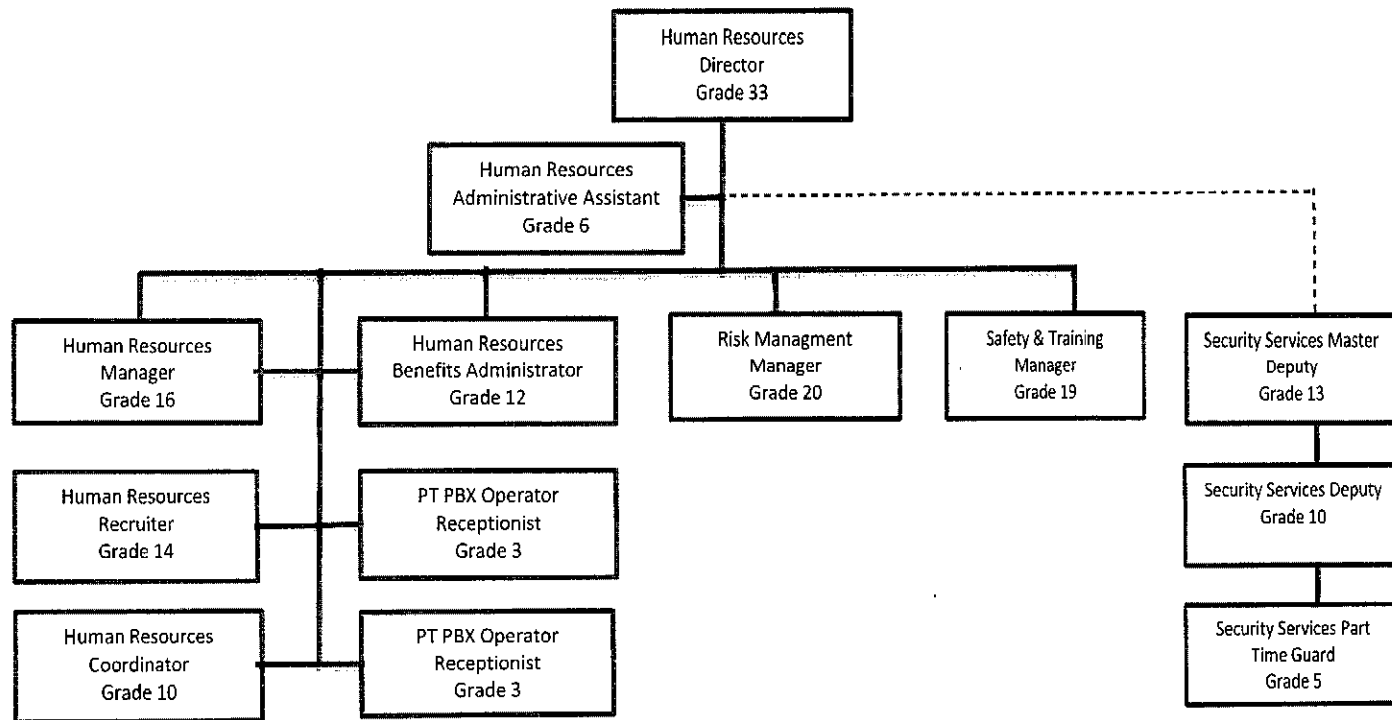 Human Resources
Director
Grade 33
Human Resources
Administrative Assistant
Grade 6
Human Resources
Manager
Grade 16
Human Resources
Benefits Administrator
Grade 12
Risk Managment
Manager
Grade 20
Safety & Training
Manager
Grade 19
Security Services Master
Deputy
Grade 13
Human Resources
Recruiter
Grade 14
PT PBX Operator
Receptionist
Grade 3
Security Services Deputy
Grade 10
Human Resources
Coordinator
Grade 10
PT PBX Operator
Receptionist
Grade 3
Security Services Part
Time Guard
Grade 5